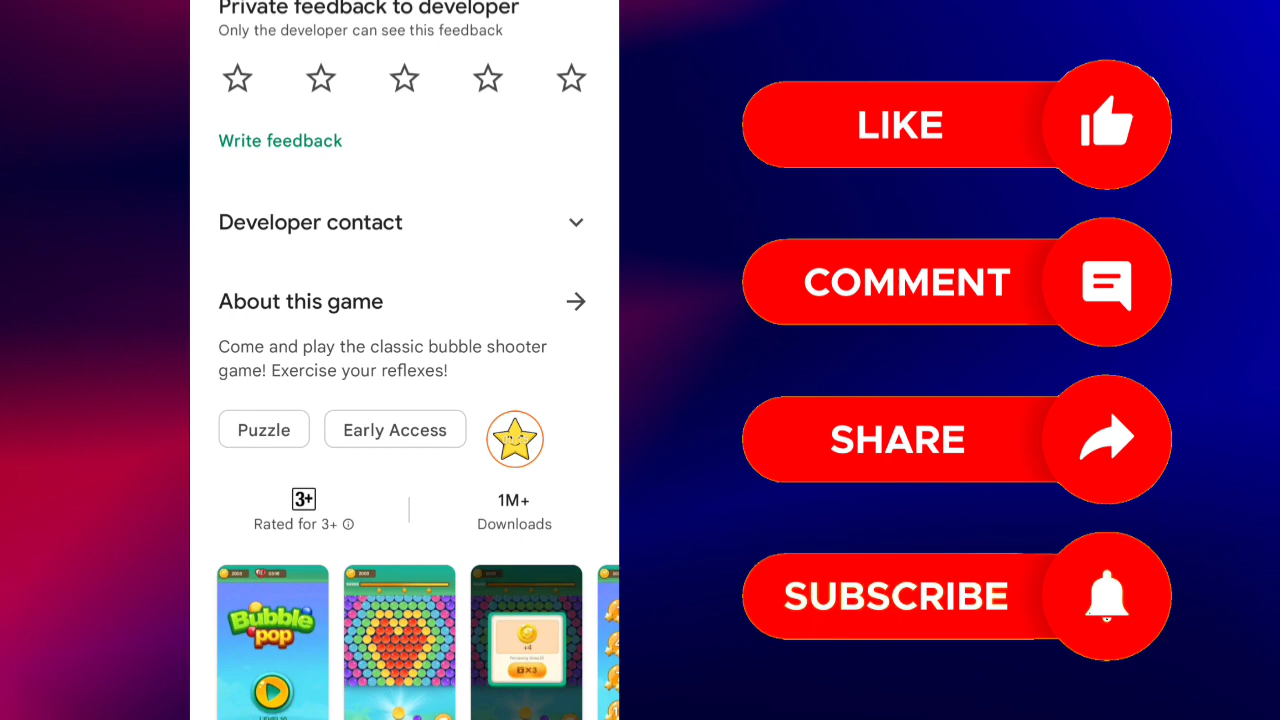 Private feedback to developer
Only the developer can see this feedback
Write feedback
Developer contact
About this game
Come and play the classic bubble shooter
game! Exercise your reflexes!
Puzzle
Early Access
3+
Rated for 3+
1M+
Downloads
Bubble
pop
+4
×3
LIKE
COMMENT
SHARE
SUBSCRIBE